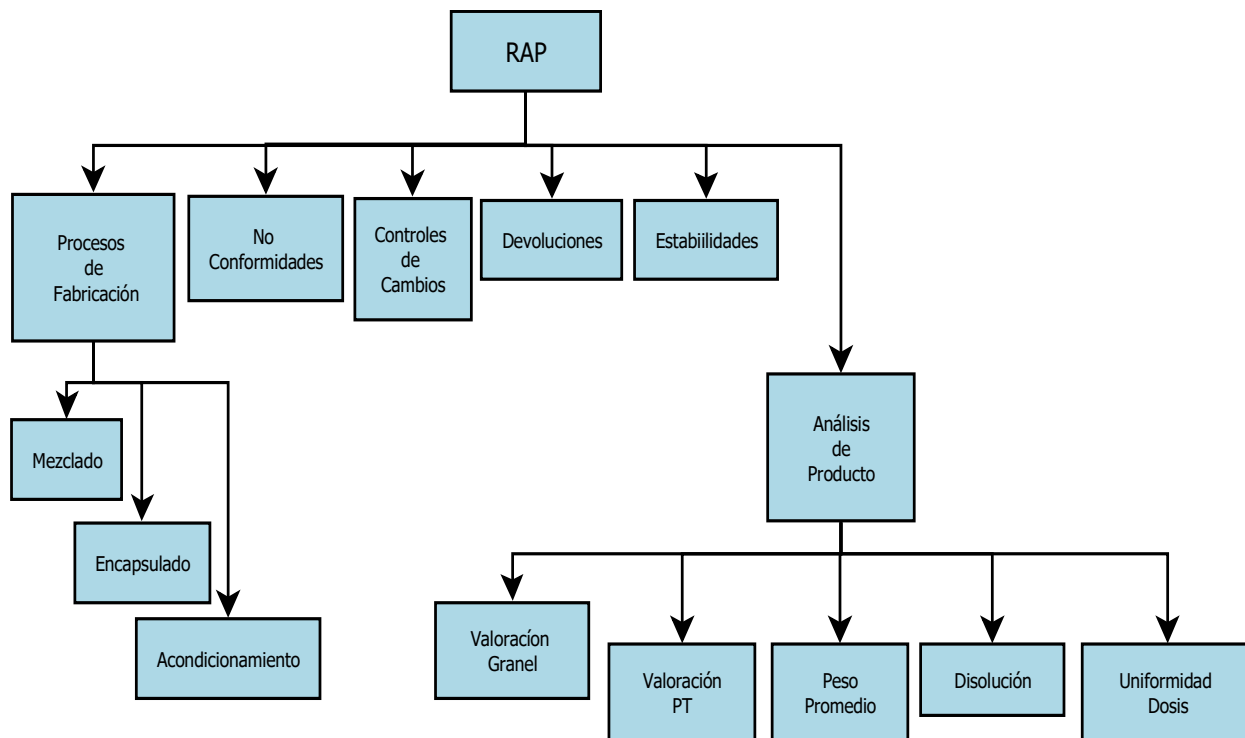 RAP
Procesos
de
Fabricación
No
Conformidades
Controles
de
Cambios
Devoluciones
Estabiilidades
Mezclado
Encapsulado
Acondicionamiento
Análisis
de
Producto
Valoracíon
Granel
Valoración
PT
Peso
Promedio
Disolución
Uniformidad
Dosis